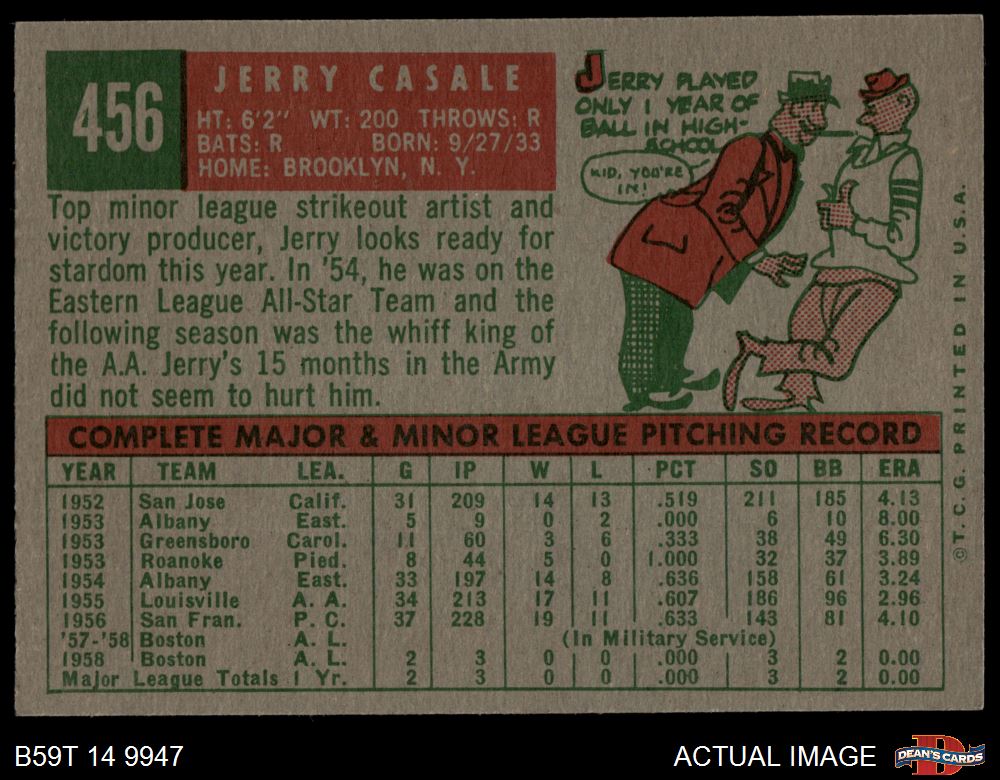 456
JERRY CASALE
HT: 6'2" WT: 200 THROWS: R
BATS: R BORN: 9/27/33
HOME: BROOKLYN, N. Y.
Top minor league strikeout artist and
victory producer, Jerry looks ready for
stardom this year. In '54, he was on the
Eastern League All-Star Team and the
following season was the whiff king of
the A.A. Jerry's 15 months in the Army
did not seem to hurt him.
JERRY PLAYED
ONLY 1 YEAR OF
BALL IN HIGH-
SCHOOL
KID, YOU'RE
IN!
COMPLETE MAJOR & MINOR LEAGUE PITCHING RECORD
YEAR TEAM LEA. G IP W L PCT SO BB ERA
1952 San Jose Calif. 31 209 14 13 .519 211 185 4.13
1953 Albany East. 5 9 0 2 .000 6 10 8.00
1953 Greensboro Carol. 11 60 3 6 .333 38 49 6.30
1953 Roanoke Pied. 8 44 5 0 1.000 32 37 3.89
1954 Albany East. 33 197 14 8 .636 158 61 3.24
1955 Louisville A. A. 34 213 17 11 .607 186 96 2.96
1956 San Fran. P. C. 37 228 19 11 .633 143 81 4.10
'57-'58 Boston A. L. (In Military Service)
1958 Boston A. L. 2 3 0 0 .000 3 2 0.00
Major League Totals 1 Yr. 2 3 0 0 .000 3 2 0.00
©T. C. G. PRINTED IN U.S.A.
B59T 14 9947
ACTUAL IMAGE
D
DEAN'S CARDS